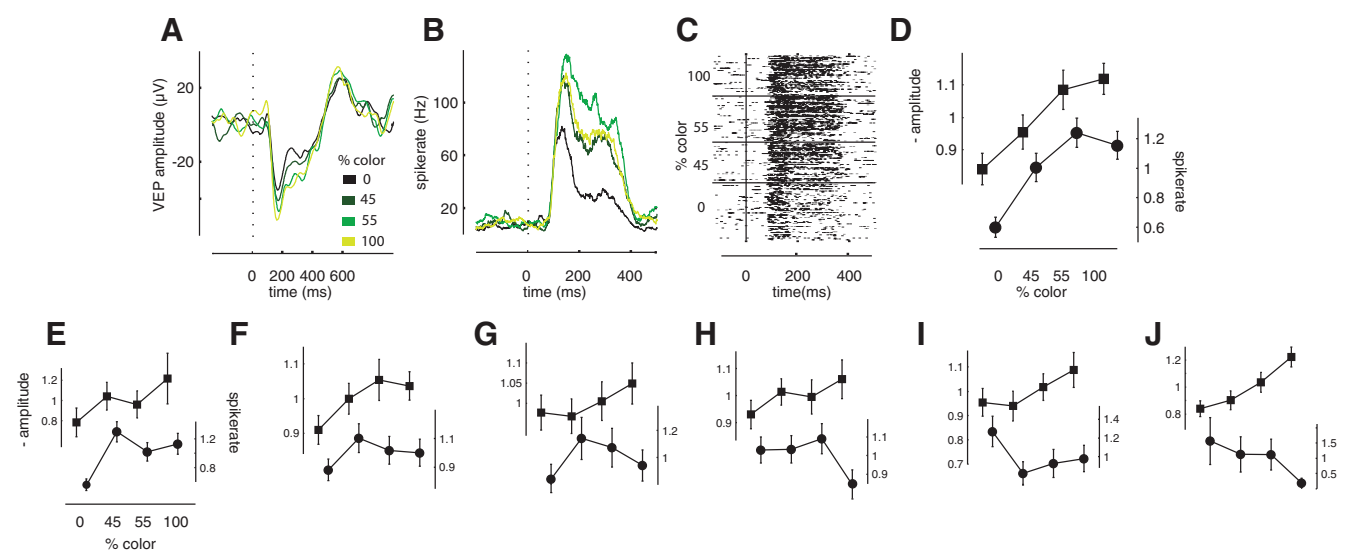 A
B
C
D
VEP amplitude (µV)
20
-20
% color
0
45
55
100
0 200 400 600
time (ms)
spikerate (Hz)
100
60
20
0 200 400
time (ms)
% color
100
55
45
0
0 200 400
time(ms)
- amplitude
1.1
1
0.9
1.2
1
0.8
0.6
spikerate
0 45 55 100
% color
E
F
G
H
I
J
- amplitude
1.2
1
0.8
1.2
0.8
spikerate
0 45 55 100
% color
1.1
0.9
1.1
0.9
1.1
1.05
1
1.2
1
1.1
1
0.9
1.1
1
0.9
1.1
1
0.9
0.8
0.7
1.4
1.2
1
1.2
1
0.8
1.5
1
0.5